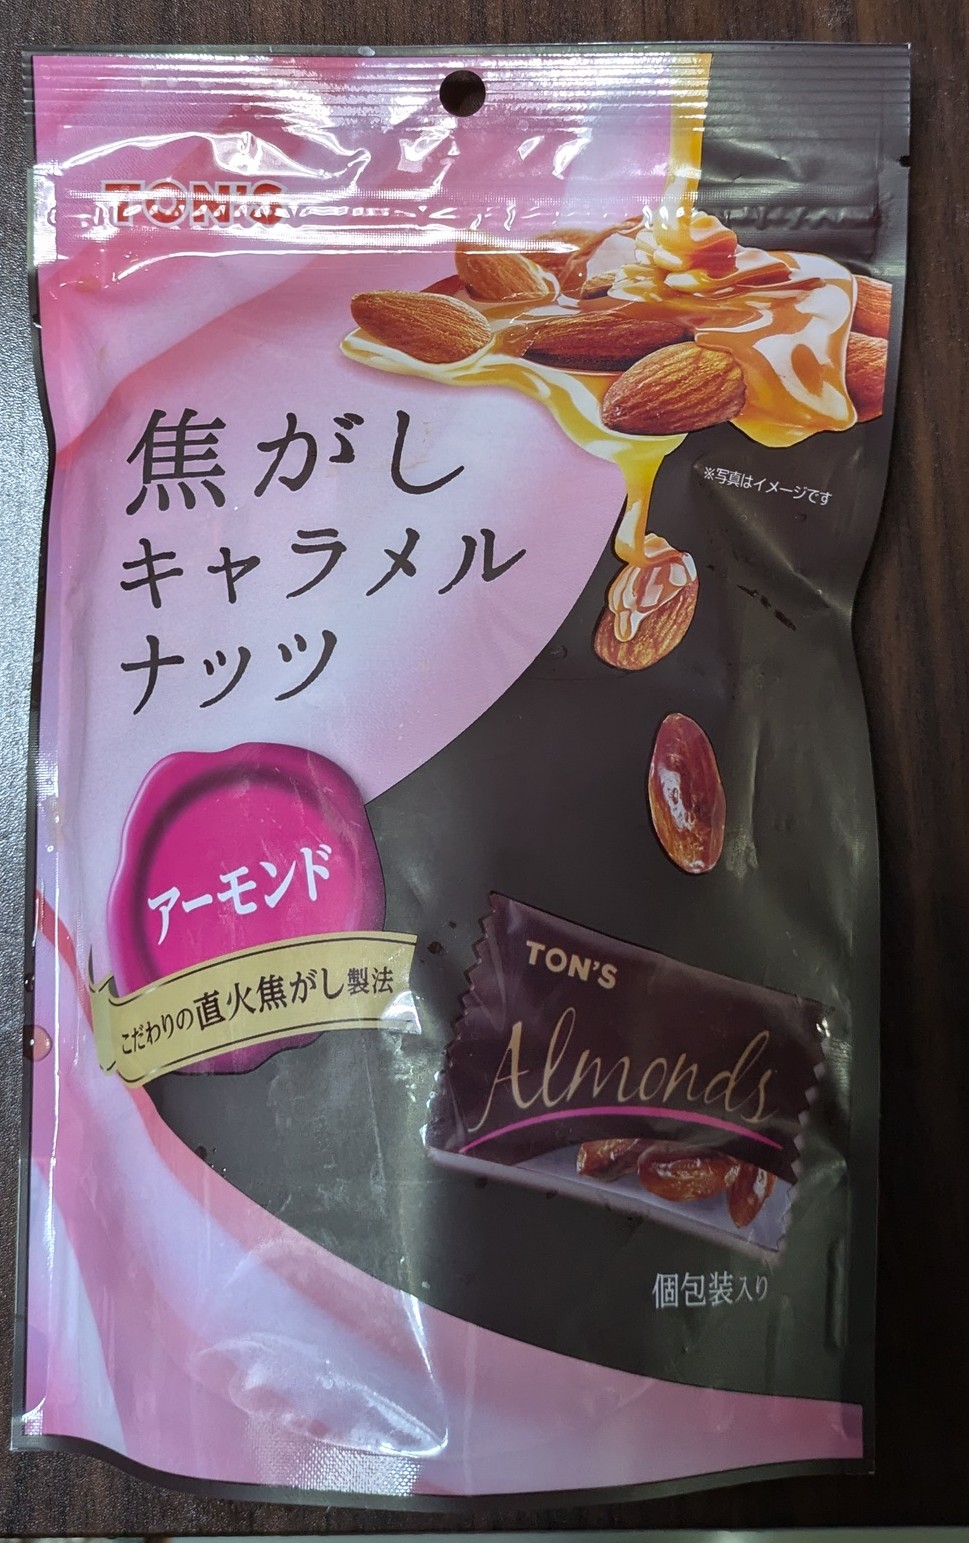 TON'S
焦がし
キャラメル
ナッツ
※写真はイメージです
アーモンド
こだわりの直火焦がし製法
TON'S
Almonds
個包装入り